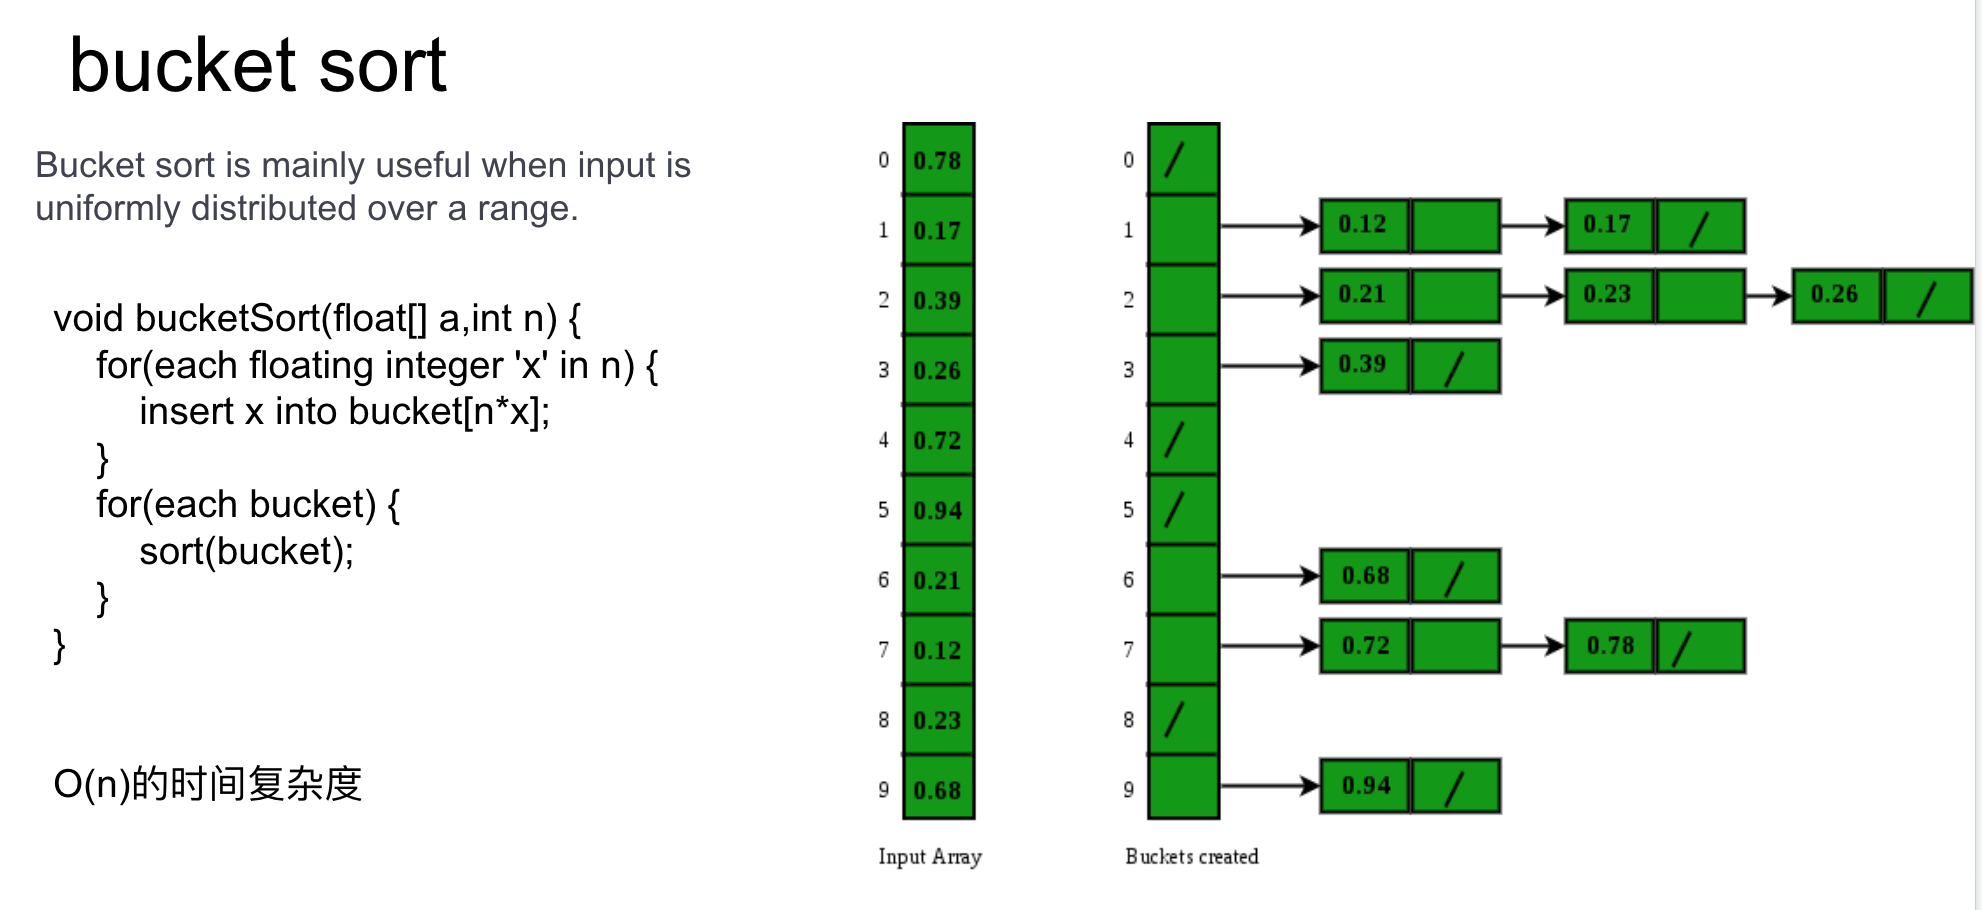 bucket sort
Bucket sort is mainly useful when input is
uniformly distributed over a range.
void bucketSort(float[] a,int n) {
for(each floating integer 'x' in n) {
insert x into bucket[n*x];
}
for(each bucket) {
sort(bucket);
}
}
O(n)的时间复杂度
0 0.78
1 0.17
2 0.39
3 0.26
4 0.72
5 0.94
6 0.21
7 0.12
8 0.23
9 0.68
Input Array
0 /
1 0.12 0.17 /
2 0.21 0.23 0.26 /
3 0.39 /
4 /
5 /
6 0.68 /
7 0.72 0.78 /
8 /
9 0.94 /
Buckets created